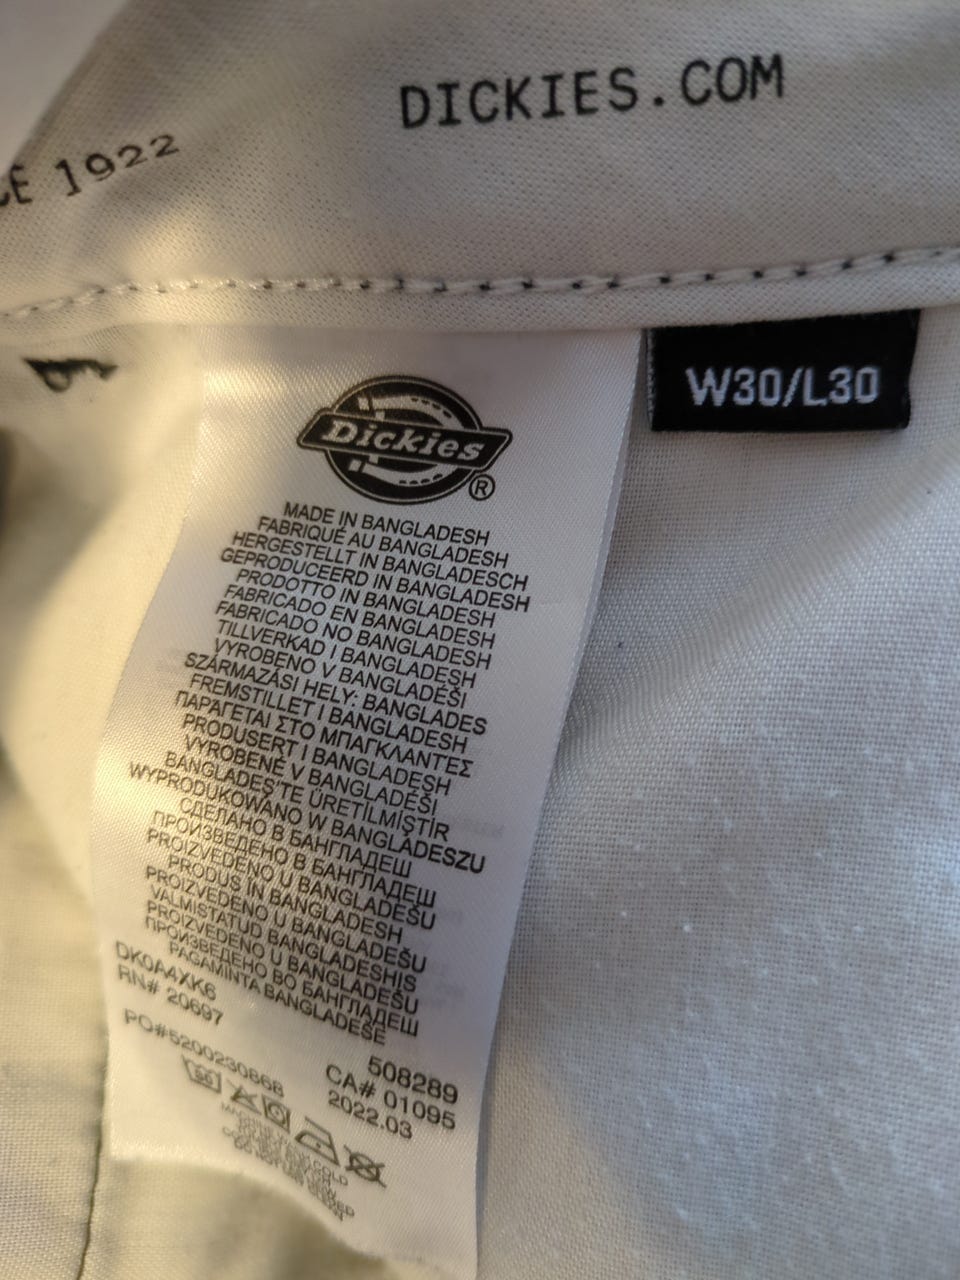 DICKIES.COM
1922
W30/L30
Dickies®
MADE IN BANGLADESH
FABRIQUÉ AU BANGLADESH
HERGESTELLT IN BANGLADESCH
GEPRODUCEERD IN BANGLADESH
PRODOTTO IN BANGLADESH
FABRICADO EN BANGLADESH
FABRICADO NO BANGLADESH
TILLVERKAD I BANGLADESH
VYROBENO V BANGLADÉŠI
SZÁRMAZÁSI HELY: BANGLADES
FREMSTILLET I BANGLADESH
ΠΑΡΑΓΕΤΑΙ ΣΤΟ ΜΠΑΓΚΛΑΝΤΕΣ
PRODUSERT I BANGLADESH
VYROBENÉ V BANGLADÉŠI
BANGLADEŞ'TE ÜRETİLMİŞTİR
WYPRODUKOWANO W BANGLADESZU
СДЕЛАНО В БАНГЛАДЕШ
ПРОИЗВЕДЕНО В БАНГЛАДЕШ
PROIZVEDENO U BANGLADEŠU
PRODUS ÎN BANGLADESH
PROIZVEDENO U BANGLADEŠU
VALMISTATUD BANGLADESHIS
PROIZVEDENO U BANGLADEŠU
ПРОИЗВЕДЕНО ВО БАНГЛАДЕШ
PAGAMINTA BANGLADEŠE
DK0A4XK6 508289
RN# 20697 CA# 01095
PO#5200230868 2022.03